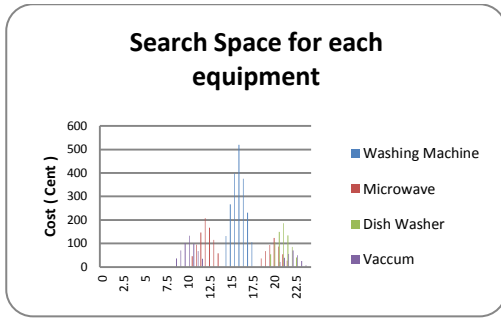 Search Space for each
equipment
Cost ( Cent )
600
500
400
300
200
100
0
0
2.5
5
7.5
10
12.5
15
17.5
20
22.5
Washing Machine
Microwave
Dish Washer
Vaccum